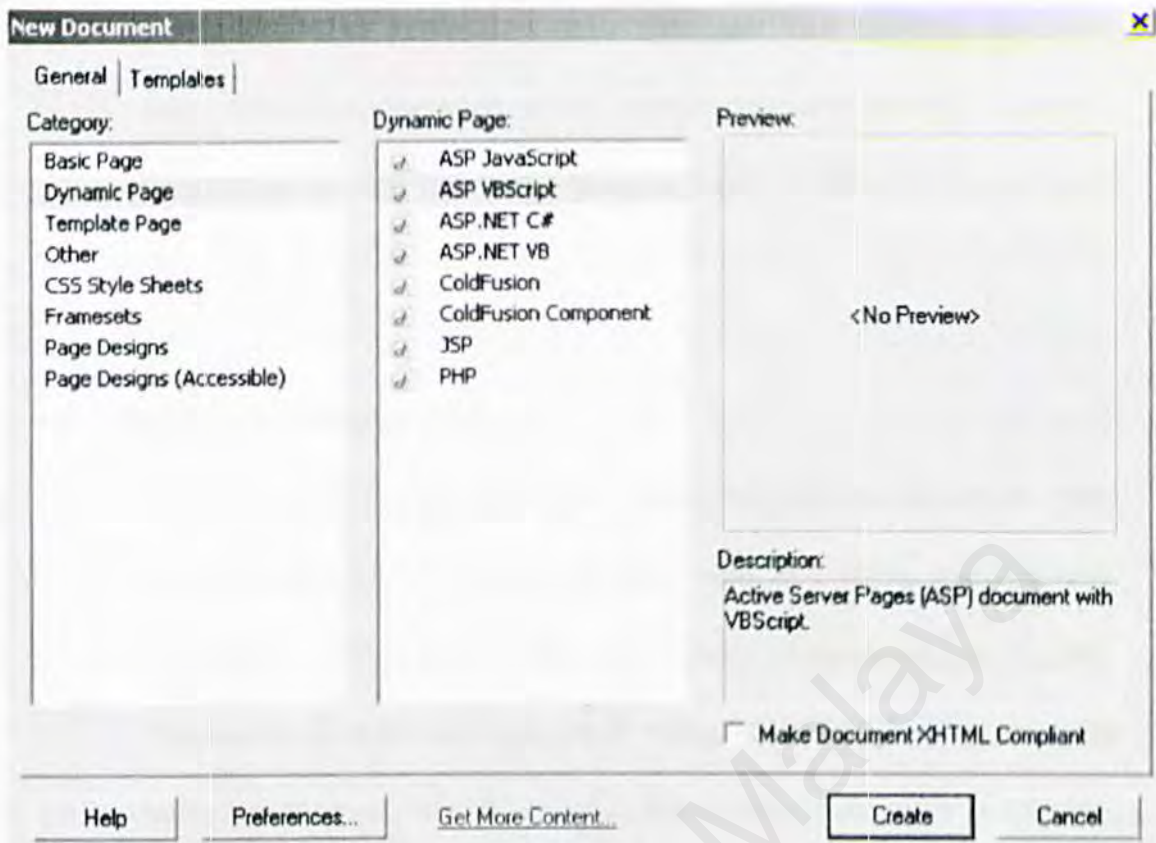 New Document
General
Templates
Category:
Basic Page
Dynamic Page
Template Page
Other
CSS Style Sheets
Framesets
Page Designs
Page Designs (Accessible)
Dynamic Page:
ASP JavaScript
ASP VBScript
ASP.NET C#
ASP.NET VB
ColdFusion
ColdFusion Component
JSP
PHP
Preview:
<No Preview>
Description:
Active Server Pages (ASP) document with
VBScript.
Make Document XHTML Compliant
Help
Preferences...
Get More Content...
Create
Cancel
Malaya